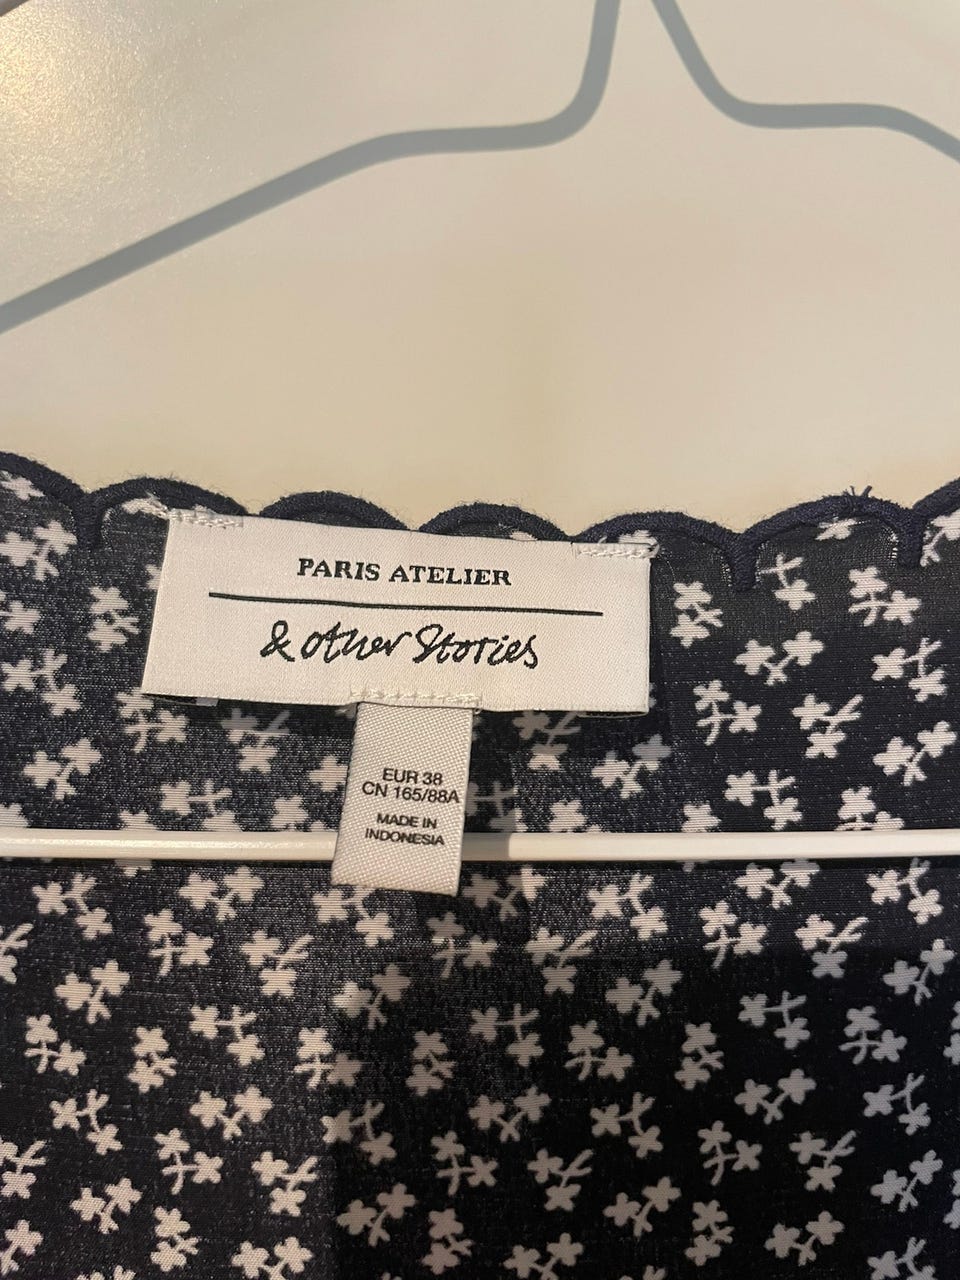 PARIS ATELIER
& other Stories
EUR 38
CN 165/88A
MADE IN
INDONESIA